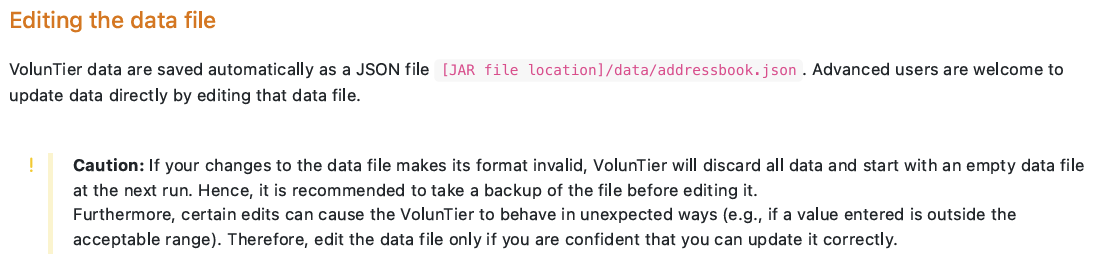 Editing the data file
VolunTier data are saved automatically as a JSON file [JAR file location]/data/addressbook.json. Advanced users are welcome to
update data directly by editing that data file.
! Caution: If your changes to the data file makes its format invalid, VolunTier will discard all data and start with an empty data file
at the next run. Hence, it is recommended to take a backup of the file before editing it.
Furthermore, certain edits can cause the VolunTier to behave in unexpected ways (e.g., if a value entered is outside the
acceptable range). Therefore, edit the data file only if you are confident that you can update it correctly.